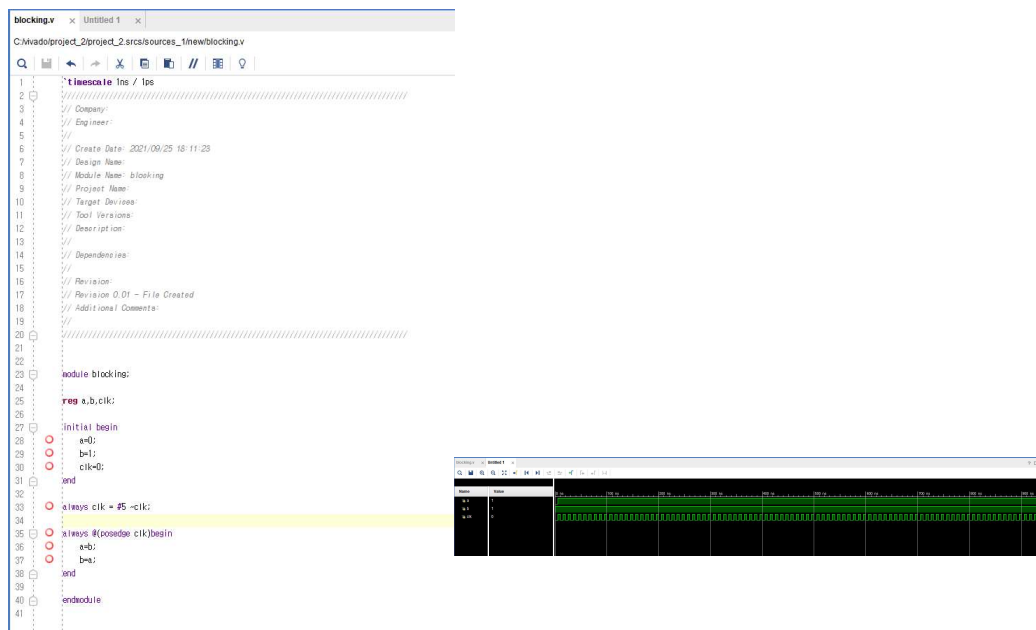 blocking.v × Untitled 1 ×
C:/vivado/project_2/project_2.srcs/sources_1/new/blocking.v
1 `timescale 1ns / 1ps
2 //////////////////////////////////////////////////////////////////////////////////
3 // Company:
4 // Engineer:
5 //
6 // Create Date: 2021/09/25 18:11:23
7 // Design Name:
8 // Module Name: blocking
9 // Project Name:
10 // Target Devices:
11 // Tool Versions:
12 // Description:
13 //
14 // Dependencies:
15 //
16 // Revision:
17 // Revision 0.01 - File Created
18 // Additional Comments:
19 //
20 //////////////////////////////////////////////////////////////////////////////////
21
22
23 module blocking;
24
25 reg a,b,clk;
26
27 initial begin
28 a=0;
29 b=1;
30 clk=0;
31 end
32
33 always clk = #5 ~clk;
34
35 always @(posedge clk)begin
36 a=b;
37 b=a;
38 end
39
40 endmodule
41
Untitled 1
Name Value
a 1
b 1
clk 0